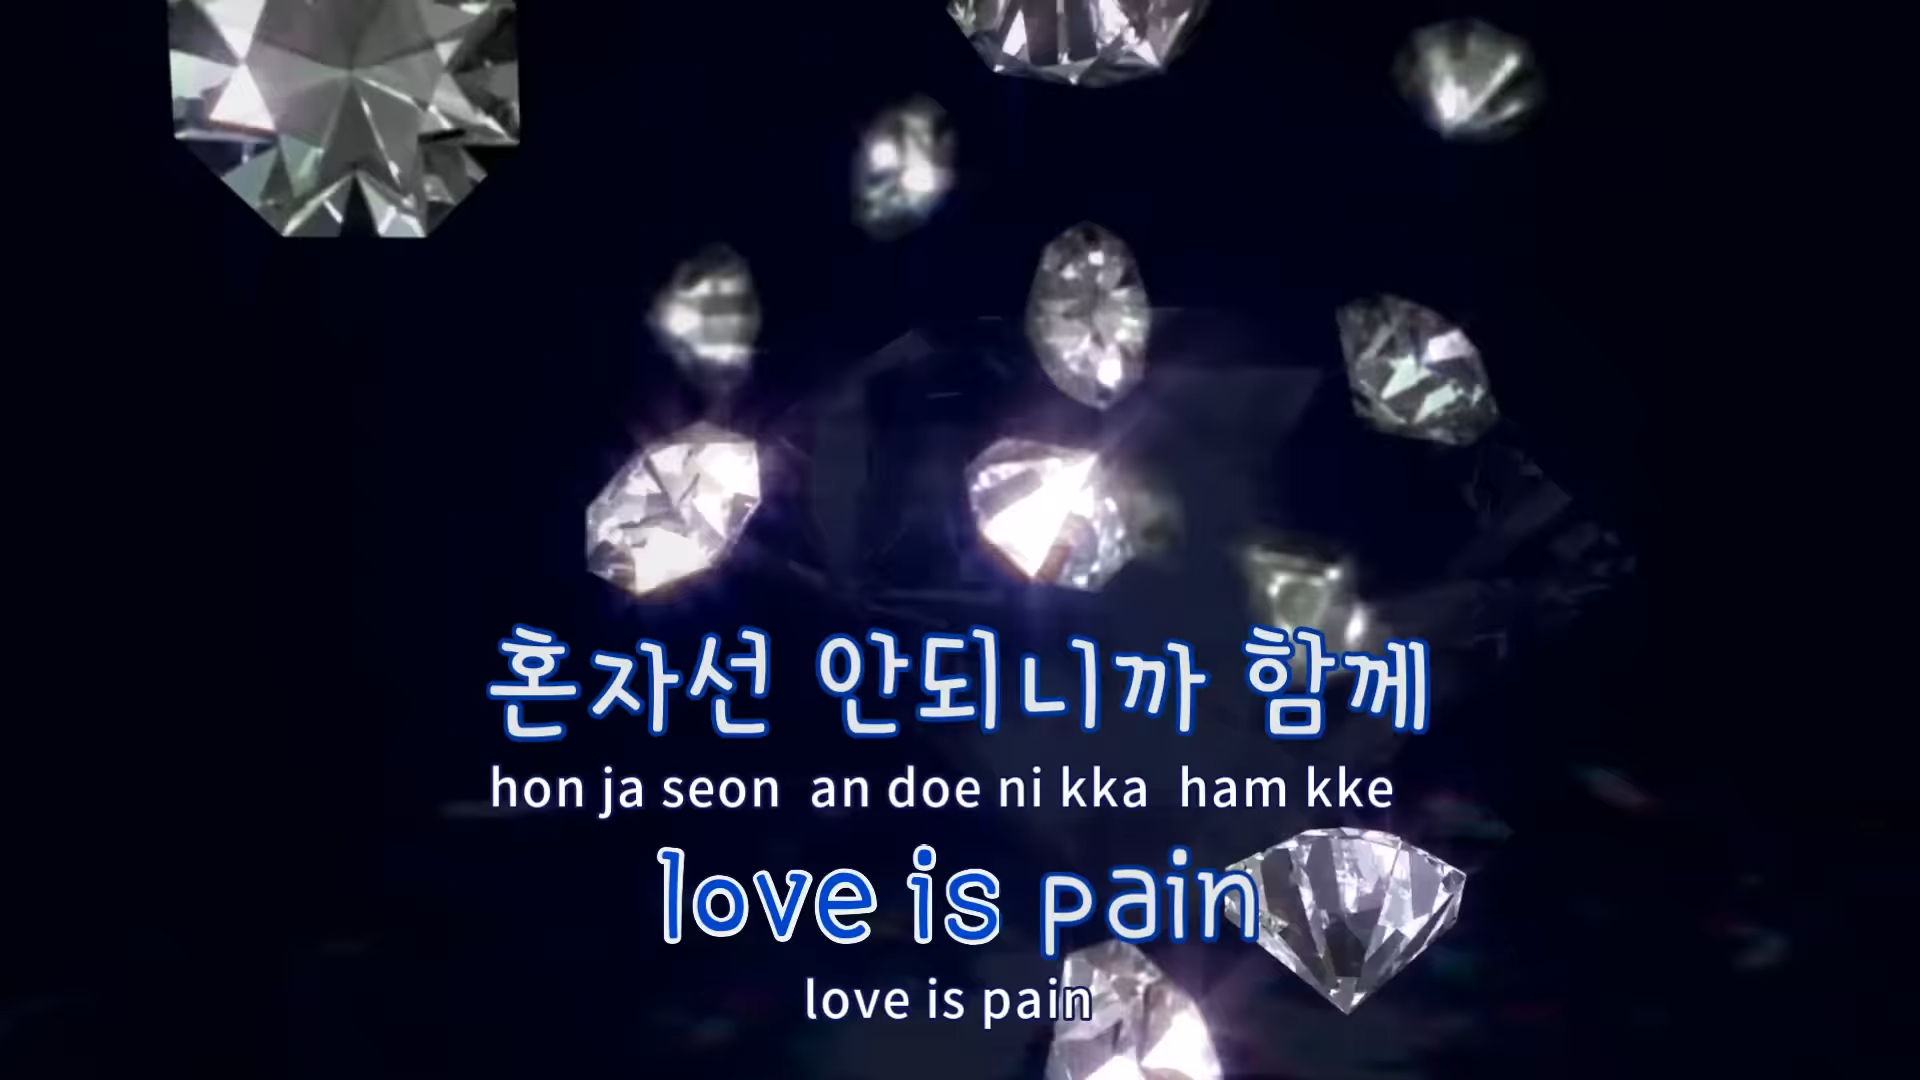 혼자선 안되니까 함께
hon ja seon an doe ni kka ham kke
love is pain
love is pain